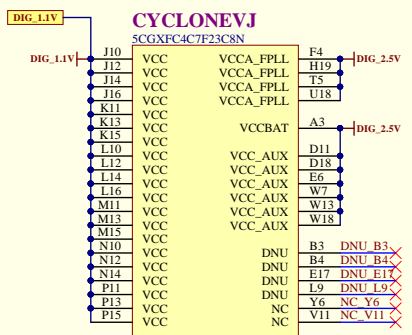 DIG_1.1V
CYCLONEVJ
5CGXFC4C7F23C8N
DIG_1.1V J10 VCC VCCA_FPLL F4 DIG_2.5V
J12 VCC VCCA_FPLL H19
J14 VCC VCCA_FPLL T5
J16 VCC VCCA_FPLL U18
K11 VCC
K13 VCC VCCBAT A3 DIG_2.5V
K15 VCC
L10 VCC VCC_AUX D11
L12 VCC VCC_AUX D18
L14 VCC VCC_AUX E6
L16 VCC VCC_AUX W7
M11 VCC VCC_AUX W13
M13 VCC VCC_AUX W18
M15 VCC
N10 VCC DNU B3 DNU_B3
N12 VCC DNU B4 DNU_B4
N14 VCC DNU E17 DNU_E17
P11 VCC DNU L9 DNU_L9
P13 VCC NC Y6 NC_Y6
P15 VCC NC V11 NC_V11